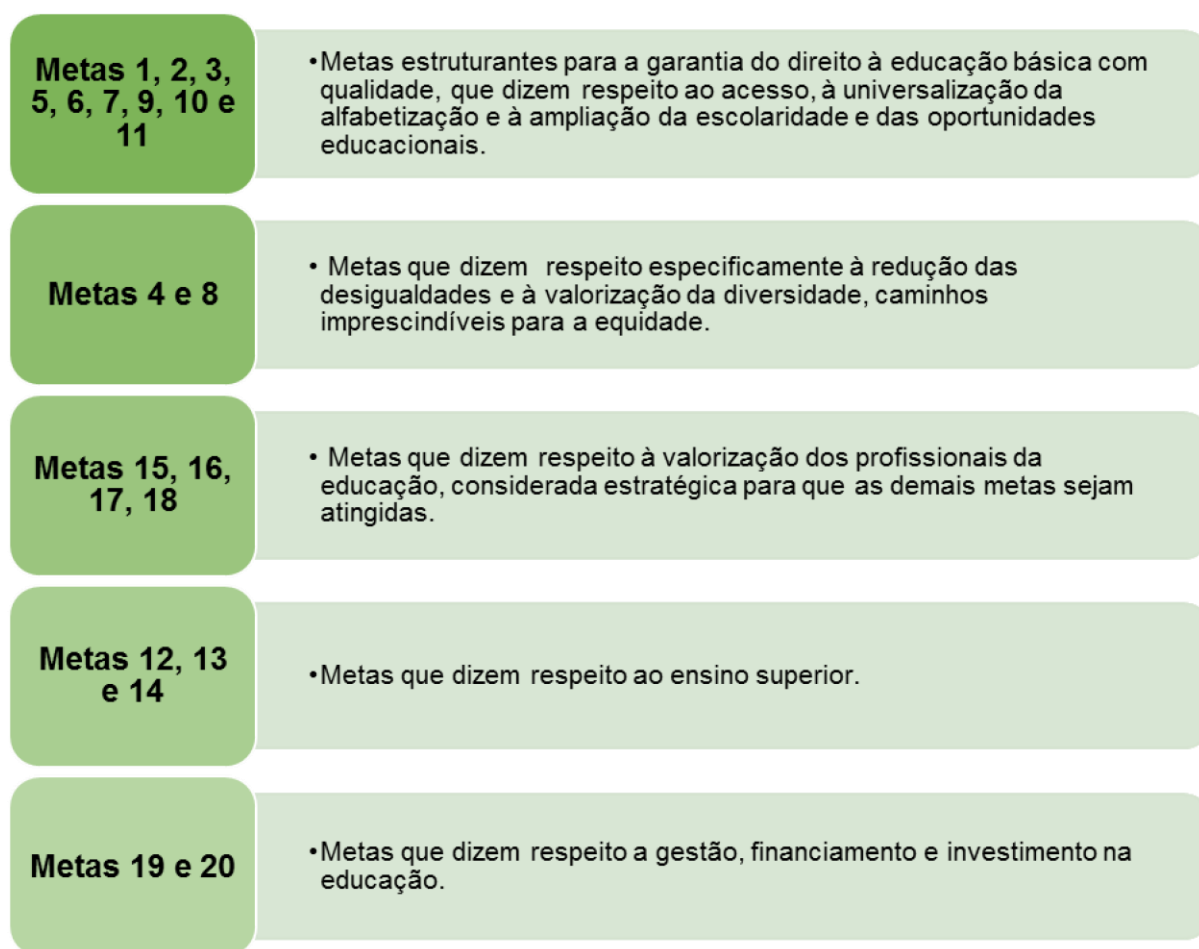 Metas 1, 2, 3,
5, 6, 7, 9, 10 e
11
•Metas estruturantes para a garantia do direito à educação básica com
qualidade, que dizem respeito ao acesso, à universalização da
alfabetização e à ampliação da escolaridade e das oportunidades
educacionais.
Metas 4 e 8
• Metas que dizem respeito especificamente à redução das
desigualdades e à valorização da diversidade, caminhos
imprescindíveis para a equidade.
Metas 15, 16,
17, 18
• Metas que dizem respeito à valorização dos profissionais da
educação, considerada estratégica para que as demais metas sejam
atingidas.
Metas 12, 13
e 14
•Metas que dizem respeito ao ensino superior.
Metas 19 e 20
•Metas que dizem respeito a gestão, financiamento e investimento na
educação.